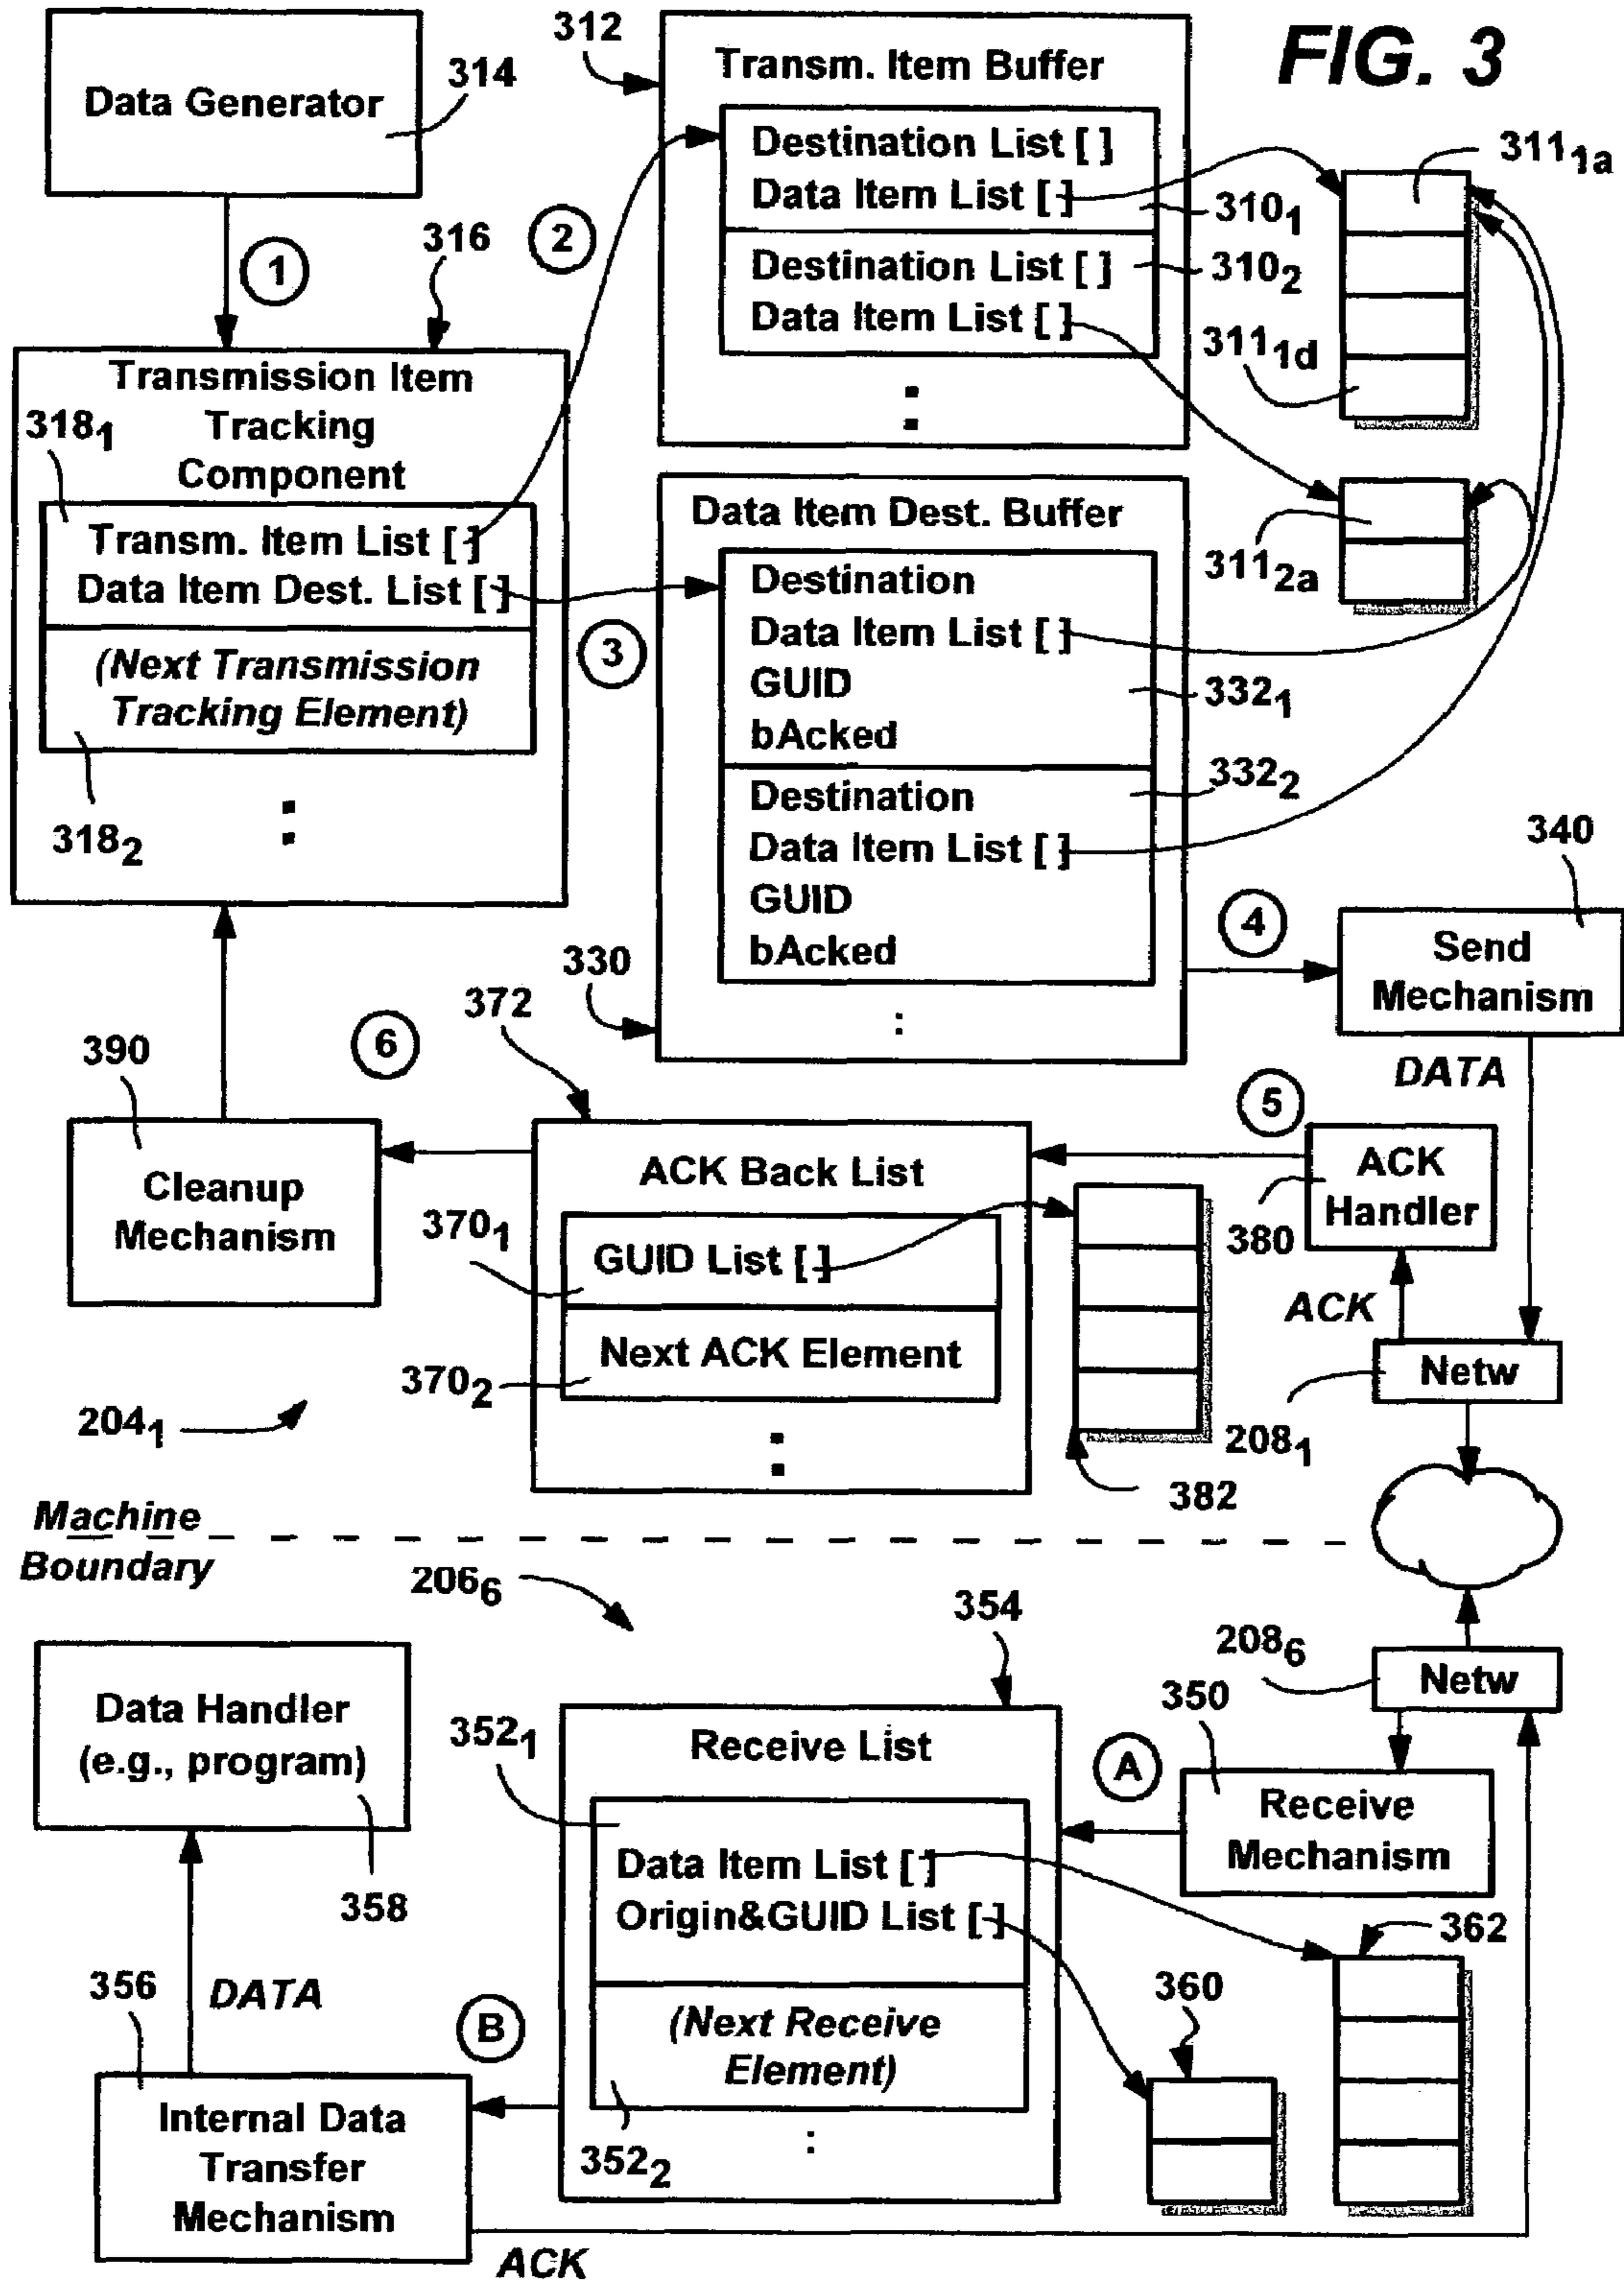 FIG. 3
312
Transm. Item Buffer
314
Data Generator
Destination List [ ]
Data Item List [ ]
311₁ₐ
310₁
2
316
1
Destination List [ ]
310₂
Data Item List [ ]
311₁d
Transmission Item
Tracking
Component
318₁
Transm. Item List [ ]
Data Item Dest. List [ ]
(Next Transmission
Tracking Element)
318₂
:
:
Data Item Dest. Buffer
311₂ₐ
Destination
Data Item List [ ]
GUID
bAcked
332₁
3
332₂
Destination
Data Item List [ ]
GUID
bAcked
:
330
4
340
Send
Mechanism
DATA
372
6
390
Cleanup
Mechanism
ACK Back List
370₁
GUID List [ ]
Next ACK Element
370₂
:
5
ACK
Handler
380
ACK
Netw
208₁
382
204₁
Machine
Boundary
206₆
354
208₆
Netw
350
Data Handler
(e.g., program)
358
352₁
Receive List
A
Receive
Mechanism
Data Item List [ ]
Origin&GUID List [ ]
362
360
(Next Receive
Element)
352₂
:
356
DATA
B
Internal Data
Transfer
Mechanism
ACK